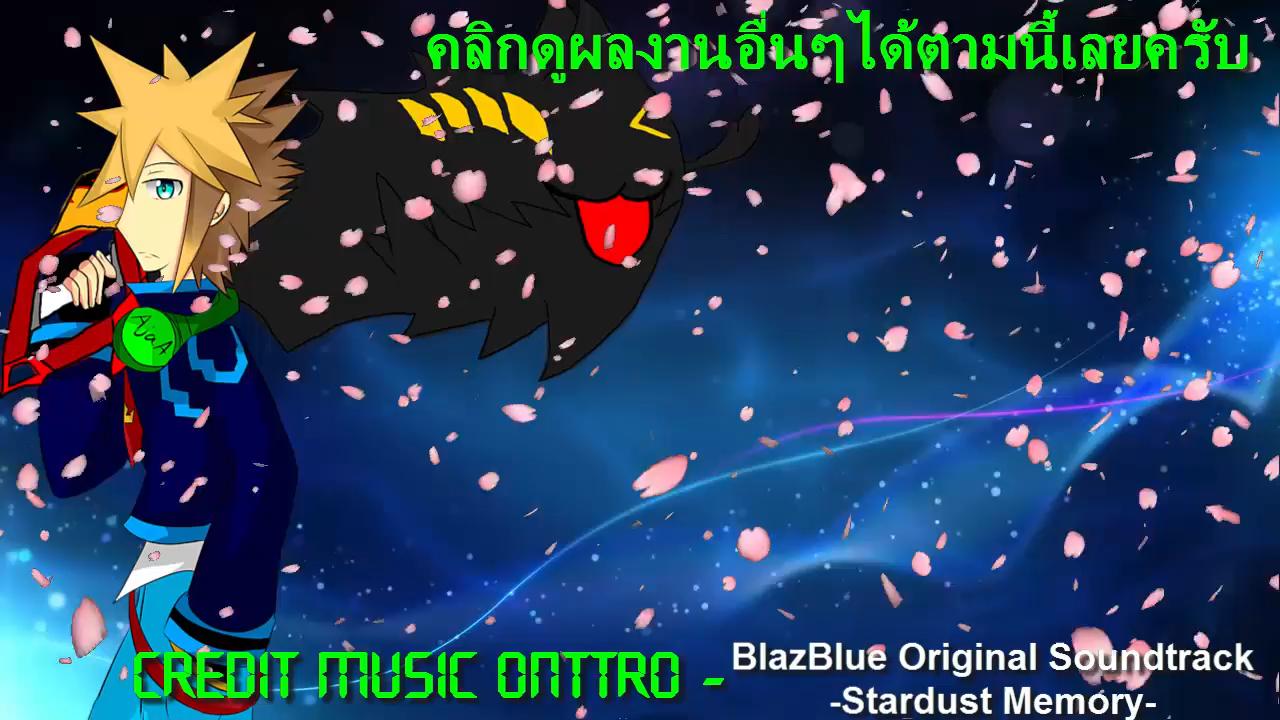 คลิกดูผลงานอื่นๆได้ตามนี้เลยครับ
AJaA
CREDIT MUSIC ONTTRO -
BlazBlue Original Soundtrack
-Stardust Memory-